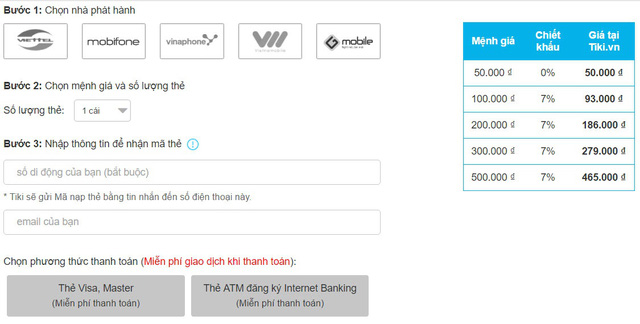 Bước 1: Chọn nhà phát hành
VIETTEL
mobifone
vinaphone
VIETNAMOBILE
Gmobile
Bước 2: Chọn mệnh giá và số lượng thẻ
Số lượng thẻ: 1 cái
Bước 3: Nhập thông tin để nhận mã thẻ
số di động của bạn (bắt buộc)
* Tiki sẽ gửi Mã nạp thẻ bằng tin nhắn đến số điện thoại này.
email của bạn
Chọn phương thức thanh toán (Miễn phí giao dịch khi thanh toán):
Thẻ Visa, Master
(Miễn phí thanh toán)
Thẻ ATM đăng ký Internet Banking
(Miễn phí thanh toán)
Mệnh giá Chiết khấu Giá tại Tiki.vn
50.000 ₫ 0% 50.000 ₫
100.000 ₫ 7% 93.000 ₫
200.000 ₫ 7% 186.000 ₫
300.000 ₫ 7% 279.000 ₫
500.000 ₫ 7% 465.000 ₫